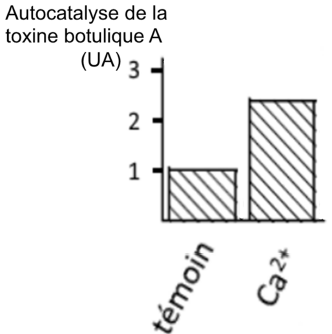 Autocatalyse de la
toxine botulique A
(UA)
3
2
1
témoin
Ca²⁺